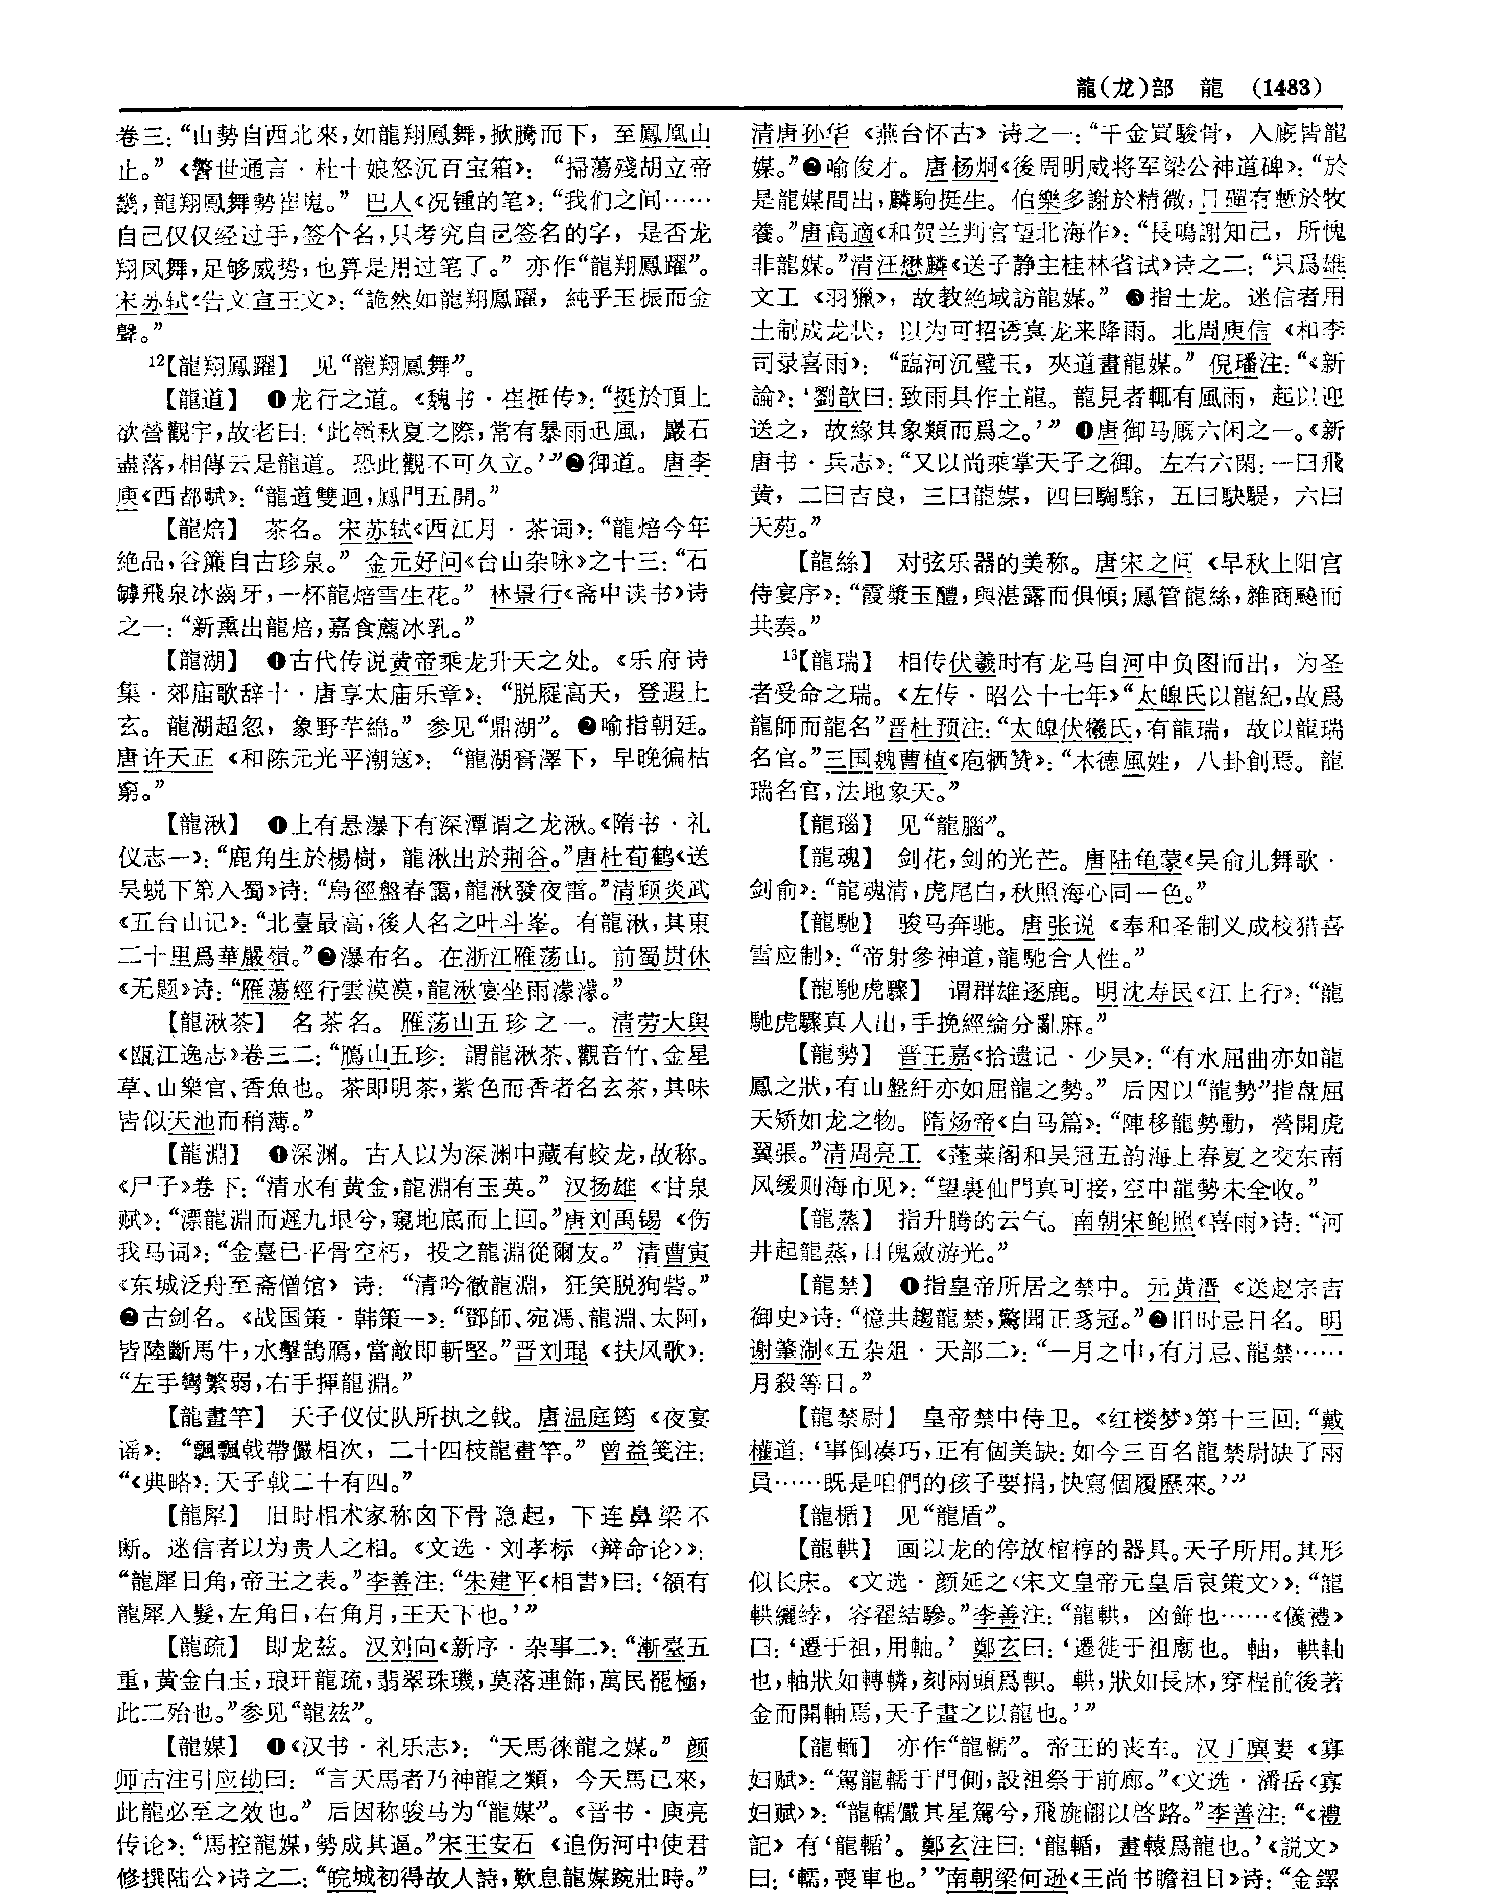 龍(龙)部　龍　(1483)
卷三：“山勢自西北來，如龍翔鳳舞，掀騰而下，至鳳凰山
止。”《警世通言·杜十娘怒沉百宝箱》：“掃蕩殘胡立帝
畿，龍翔鳳舞勢崔嵬。”巴人《况锺的笔》：“我们之间……
自己仅仅经过手，签个名，只考究自己签名的字，是否龙
翔凤舞，足够威势，也算是用过笔了。”亦作“龍翔鳳躍”。
宋苏轼《告文宣王文》：“詭然如龍翔鳳躍，純乎玉振而金
聲。”
12【龍翔鳳躍】　见“龍翔鳳舞”。
【龍道】　❶龙行之道。《魏书·崔挺传》：“挺於頂上
欲營觀宇，故老曰：‘此嶺秋夏之際，常有暴雨迅風，巖石
盡落，相傳云是龍道。恐此觀不可久立。’”❷御道。唐李
庾《西都赋》：“龍道雙迴，鳳門五開。”
【龍焙】　茶名。宋苏轼《西江月·茶词》：“龍焙今年
絶品，谷簾自古珍泉。”金元好问《台山杂咏》之十三：“石
罅飛泉冰齒牙，一杯龍焙雪生花。”林景行《斋中读书》诗
之一：“新熏出龍焙，嘉食薦冰乳。”
【龍湖】　❶古代传说黄帝乘龙升天之处。《乐府诗
集·郊庙歌辞十·唐享太庙乐章》：“脱屣高天，登遐上
玄。龍湖超忽，象野芊綿。”参见“鼎湖”。❷喻指朝廷。
唐许天正《和陈元光平潮寇》：“龍湖膏澤下，早晚徧枯
窮。”
【龍湫】　❶上有悬瀑下有深潭谓之龙湫。《隋书·礼
仪志一》：“鹿角生於楊樹，龍湫出於荆谷。”唐杜荀鹤《送
吴蜕下第入蜀》诗：“鳥徑盤春靄，龍湫發夜雷。”清顾炎武
《五台山记》：“北臺最高，後人名之叶斗峯。有龍湫，其東
二十里爲華嚴嶺。”❷瀑布名。在浙江雁荡山。前蜀贯休
《无题》诗：“雁蕩經行雲漠漠，龍湫宴坐雨濛濛。”
【龍湫茶】　名茶名。雁荡山五珍之一。清劳大舆
《瓯江逸志》卷三二：“鴈山五珍：謂龍湫茶、觀音竹、金星
草、山樂官、香魚也。茶即明茶，紫色而香者名玄茶，其味
皆似天池而稍薄。”
【龍淵】　❶深渊。古人以为深渊中藏有蛟龙，故称。
《尸子》卷下：“清水有黄金，龍淵有玉英。”汉扬雄《甘泉
赋》：“漂龍淵而還九垠兮，窺地底而上回。”唐刘禹锡《伤
我马词》：“金臺已平骨空朽，投之龍淵從爾友。”清曹寅
《东城泛舟至斋僧馆》诗：“清吟徹龍淵，狂笑脱狗砦。”
❷古剑名。《战国策·韩策一》：“鄧師、宛馮、龍淵、太阿，
皆陸斷馬牛，水擊鵠鴈，當敵即斬堅。”晋刘琨《扶风歌》：
“左手彎繁弱，右手揮龍淵。”
【龍畫竿】　天子仪仗队所执之戟。唐温庭筠《夜宴
谣》：“飄飄戟帶儼相次，二十四枝龍畫竿。”曾益笺注：
“《典略》：天子戟二十有四。”
【龍犀】　旧时相术家称囟下骨隐起，下连鼻梁不
断。迷信者以为贵人之相。《文选·刘孝标〈辩命论〉》：
“龍犀日角，帝王之表。”李善注：“朱建平《相書》曰：‘額有
龍犀入髮，左角日，右角月，王天下也。’”
【龍疏】　即龙兹。汉刘向《新序·杂事二》：“漸臺五
重，黄金白玉，琅玕龍疏，翡翠珠璣，莫落連飾，萬民罷極，
此二殆也。”参见“龍兹”。
【龍媒】　❶《汉书·礼乐志》：“天馬徠龍之媒。”颜
师古注引应劭曰：“言天馬者乃神龍之類，今天馬已來，
此龍必至之效也。”后因称骏马为“龍媒”。《晋书·庾亮
传论》：“馬控龍媒，勢成其逼。”宋王安石《追伤河中使君
修撰陆公》诗之二：“皖城初得故人詩，歎息龍媒踠壯時。”
清唐孙华《燕台怀古》诗之一：“千金買駿骨，入廐皆龍
媒。”❷喻俊才。唐杨炯《後周明威将军梁公神道碑》：“於
是龍媒間出，麟駒挺生。伯樂多謝於精微，日磾有慙於牧
養。”唐高適《和贺兰判官望北海作》：“長鳴謝知己，所愧
非龍媒。”清汪懋麟《送子静主桂林省试》诗之二：“只爲雄
文工《羽獵》，故教絶域訪龍媒。”❸指土龙。迷信者用
土制成龙状，以为可招诱真龙来降雨。北周庾信《和李
司录喜雨》：“臨河沉璧玉，夾道畫龍媒。”倪璠注：“《新
論》：‘劉歆曰：致雨具作土龍。龍見者輒有風雨，起以迎
送之，故緣其象類而爲之。’”❹唐御马厩六闲之一。《新
唐书·兵志》：“又以尚乘掌天子之御。左右六閑：一曰飛
黄，二曰吉良，三曰龍媒，四曰騊駼，五曰駃騠，六曰
天苑。”
【龍絲】　对弦乐器的美称。唐宋之问《早秋上阳宫
侍宴序》：“霞漿玉醴，與湛露而俱傾；鳳管龍絲，雜商飈而
共奏。”
13【龍瑞】　相传伏羲时有龙马自河中负图而出，为圣
者受命之瑞。《左传·昭公十七年》“太皞氏以龍紀，故爲
龍師而龍名”晋杜预注：“太皞伏犧氏，有龍瑞，故以龍瑞
名官。”三国魏曹植《庖牺赞》：“木德風姓，八卦創焉。龍
瑞名官，法地象天。”
【龍瑙】　见“龍腦”。
【龍魂】　剑花，剑的光芒。唐陆龟蒙《吴俞儿舞歌·
剑俞》：“龍魂清，虎尾白，秋照海心同一色。”
【龍馳】　骏马奔驰。唐张说《奉和圣制义成校猎喜
雪应制》：“帝射參神道，龍馳合人性。”
【龍馳虎驟】　谓群雄逐鹿。明沈寿民《江上行》：“龍
馳虎驟真人出，手挽經綸分亂麻。”
【龍勢】　晋王嘉《拾遗记·少昊》：“有水屈曲亦如龍
鳳之狀，有山盤紆亦如屈龍之勢。”后因以“龍勢”指盘屈
天矫如龙之物。隋炀帝《白马篇》：“陣移龍勢動，營開虎
翼張。”清周亮工《蓬莱阁和吴冠五韵海上春夏之交东南
风缓则海市见》：“望裏仙門真可接，空中龍勢未全收。”
【龍蒸】　指升腾的云气。南朝宋鲍照《喜雨》诗：“河
井起龍蒸，日魄斂游光。”
【龍禁】　❶指皇帝所居之禁中。元黄溍《送赵宗吉
御史》诗：“憶共趨龍禁，驚聞正豸冠。”❷旧时忌日名。明
谢肇淛《五杂俎·天部二》：“一月之中，有月忌、龍禁……
月殺等日。”
【龍禁尉】　皇帝禁中侍卫。《红楼梦》第十三回：“戴
權道：‘事倒凑巧，正有個美缺：如今三百名龍禁尉缺了兩
員……既是咱們的孩子要捐，快寫個履歷來。’”
【龍楯】　见“龍盾”。
【龍輁】　画以龙的停放棺椁的器具。天子所用。其形
似长床。《文选·颜延之〈宋文皇帝元皇后哀策文〉》：“龍
輁纚綍，容翟結驂。”李善注：“龍輁，凶飾也……《儀禮》
曰：‘遷于祖，用軸。’鄭玄曰：‘遷徙于祖廟也。軸，輁軸
也，軸狀如轉轔，刻兩頭爲軹。輁，狀如長牀，穿桯前後著
金而關軸焉，天子畫之以龍也。’”
【龍輀】　亦作“龍轜”。帝王的丧车。汉丁廙妻《寡
妇赋》：“駕龍轜于門側，設祖祭于前廊。”《文选·潘岳〈寡
妇赋〉》：“龍轜儼其星駕兮，飛旐翩以啓路。”李善注：“《禮
記》有‘龍輴’。鄭玄注曰：‘龍輴，畫轅爲龍也。’《説文》
曰：‘轜，喪車也。’”南朝梁何逊《王尚书瞻祖日》诗：“金鐸